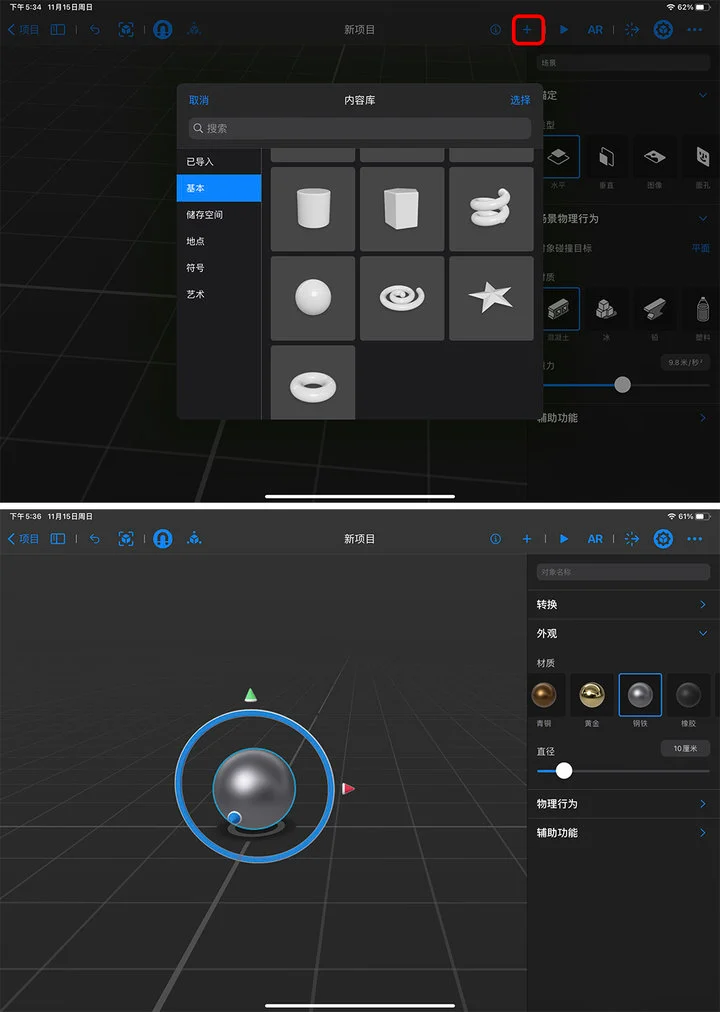 下午5:34 11月15日周日
62%
项目
新项目
AR
取消
内容库
选择
搜索
已导入
基本
储存空间
地点
符号
艺术
场景
锚定
类型
水平
垂直
图像
面孔
场景物理行为
对象碰撞目标
平面
材质
混凝土
冰
铅
塑料
重力
9.8米/秒²
辅助功能
下午5:36 11月15日周日
61%
项目
新项目
AR
对象名称
转换
外观
材质
青铜
黄金
钢铁
橡胶
直径
10厘米
物理行为
辅助功能